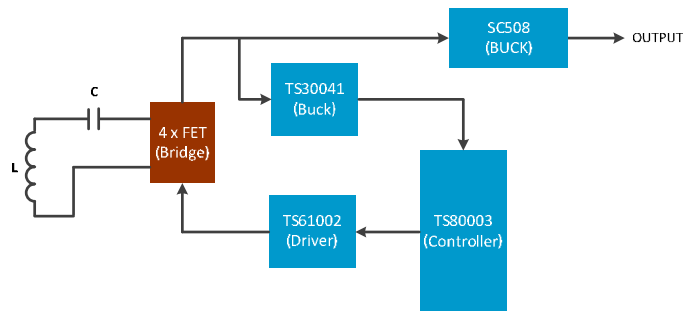 SC508
(BUCK)
OUTPUT
TS30041
(Buck)
C
4 x FET
(Bridge)
L
TS61002
(Driver)
TS80003
(Controller)